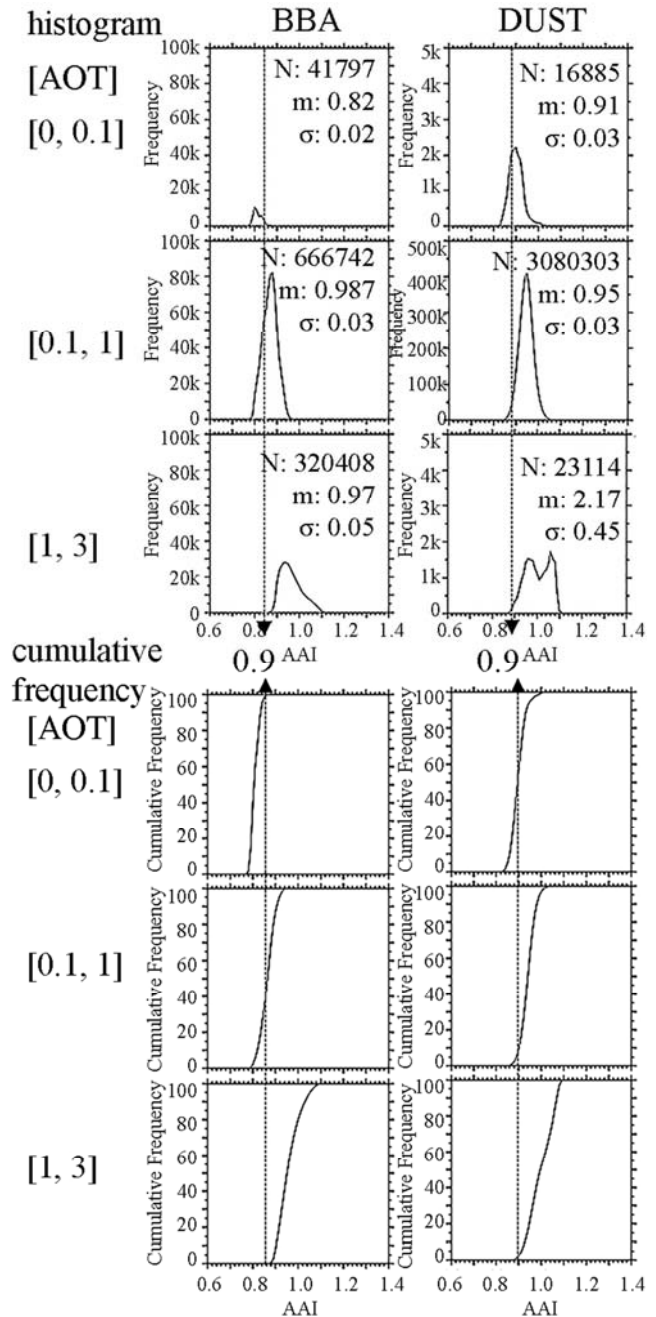 histogram
BBA
DUST
[AOT]
[0, 0.1]
Frequency
100k
80k
60k
40k
20k
0
N: 41797
m: 0.82
σ: 0.02
Frequency
5k
4k
3k
2k
1k
0
N: 16885
m: 0.91
σ: 0.03
[0.1, 1]
Frequency
100k
80k
60k
40k
20k
0
N: 666742
m: 0.987
σ: 0.03
Frequency
500k
400k
300k
200k
100k
0
N: 3080303
m: 0.95
σ: 0.03
[1, 3]
Frequency
100k
80k
60k
40k
20k
0
N: 320408
m: 0.97
σ: 0.05
Frequency
5k
4k
3k
2k
1k
0
N: 23114
m: 2.17
σ: 0.45
0.6 0.8 1.0 1.2 1.4
0.6 0.8 1.0 1.2 1.4
0.9 AAI
0.9 AAI
cumulative
frequency
[AOT]
[0, 0.1]
Cumulative Frequency
100
80
60
40
20
0
Cumulative Frequency
100
80
60
40
20
0
[0.1, 1]
Cumulative Frequency
100
80
60
40
20
0
Cumulative Frequency
100
80
60
40
20
0
[1, 3]
Cumulative Frequency
100
80
60
40
20
0
Cumulative Frequency
100
80
60
40
20
0
0.6 0.8 1.0 1.2 1.4
0.6 0.8 1.0 1.2 1.4
AAI
AAI